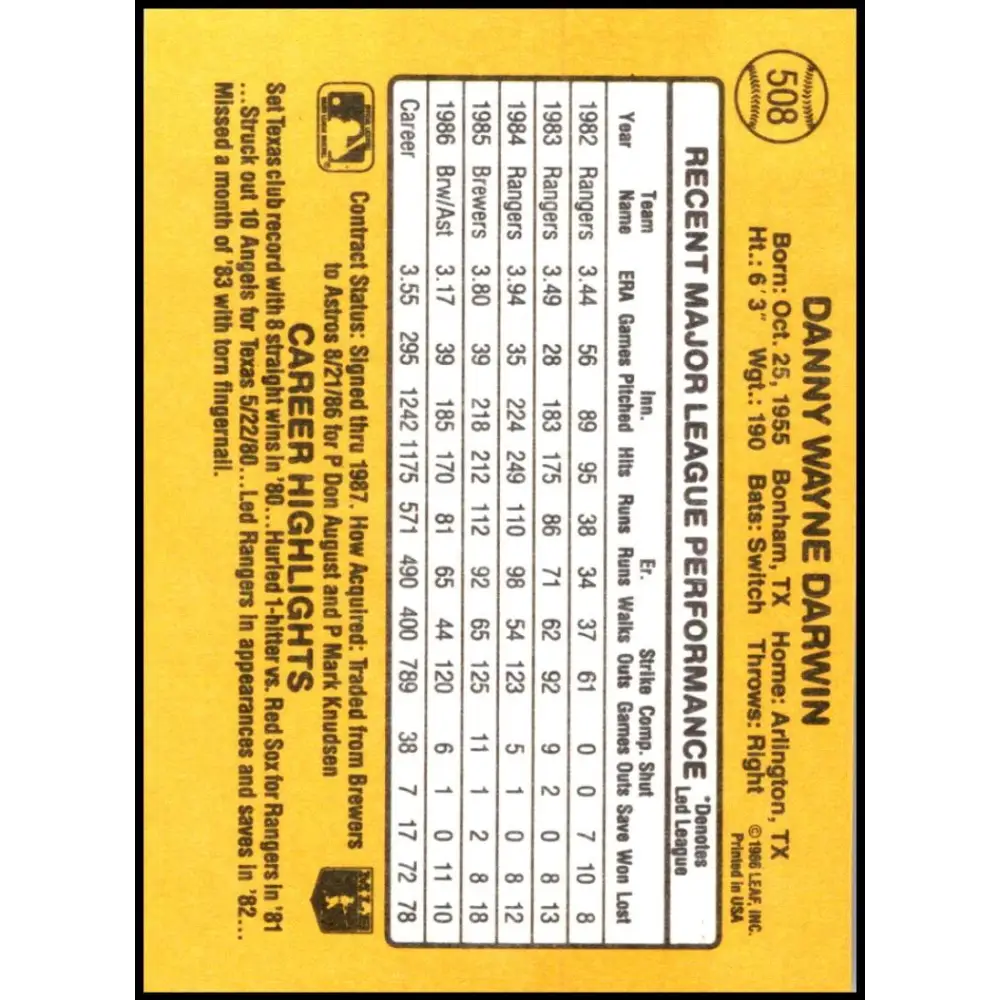 508
DANNY WAYNE DARWIN
Born: Oct. 25, 1955 Bonham, TX Home: Arlington, TX
Ht.: 6'3" Wgt.: 190 Bats: Switch Throws: Right
©1986 LEAF, INC.
Printed in USA
RECENT MAJOR LEAGUE PERFORMANCE
*Denotes
Led League
Team Inn. Er. Strike Comp. Shut
Year Name ERA Games Pitched Hits Runs Runs Walks Outs Games Outs Save Won Lost
1982 Rangers 3.44 56 89 95 38 34 37 61 0 0 7 10 8
1983 Rangers 3.49 28 183 175 86 71 62 92 9 2 0 8 13
1984 Rangers 3.94 35 224 249 110 98 54 123 5 1 0 8 12
1985 Brewers 3.80 39 218 212 112 92 65 125 11 1 2 8 18
1986 Brw/Ast 3.17 39 185 170 81 65 44 120 6 1 0 11 10
Career 3.55 295 1242 1175 571 490 400 789 38 7 17 72 78
Contract Status: Signed thru 1987. How Acquired: Traded from Brewers
to Astros 8/21/86 for P Don August and P Mark Knudsen
MLB
CAREER HIGHLIGHTS
Set Texas club record with 8 straight wins in '80...Hurled 1-hitter vs. Red Sox for Rangers in '81
...Struck out 10 Angels for Texas 5/22/80...Led Rangers in appearances and saves in '82...
Missed a month of '83 with torn fingernail.